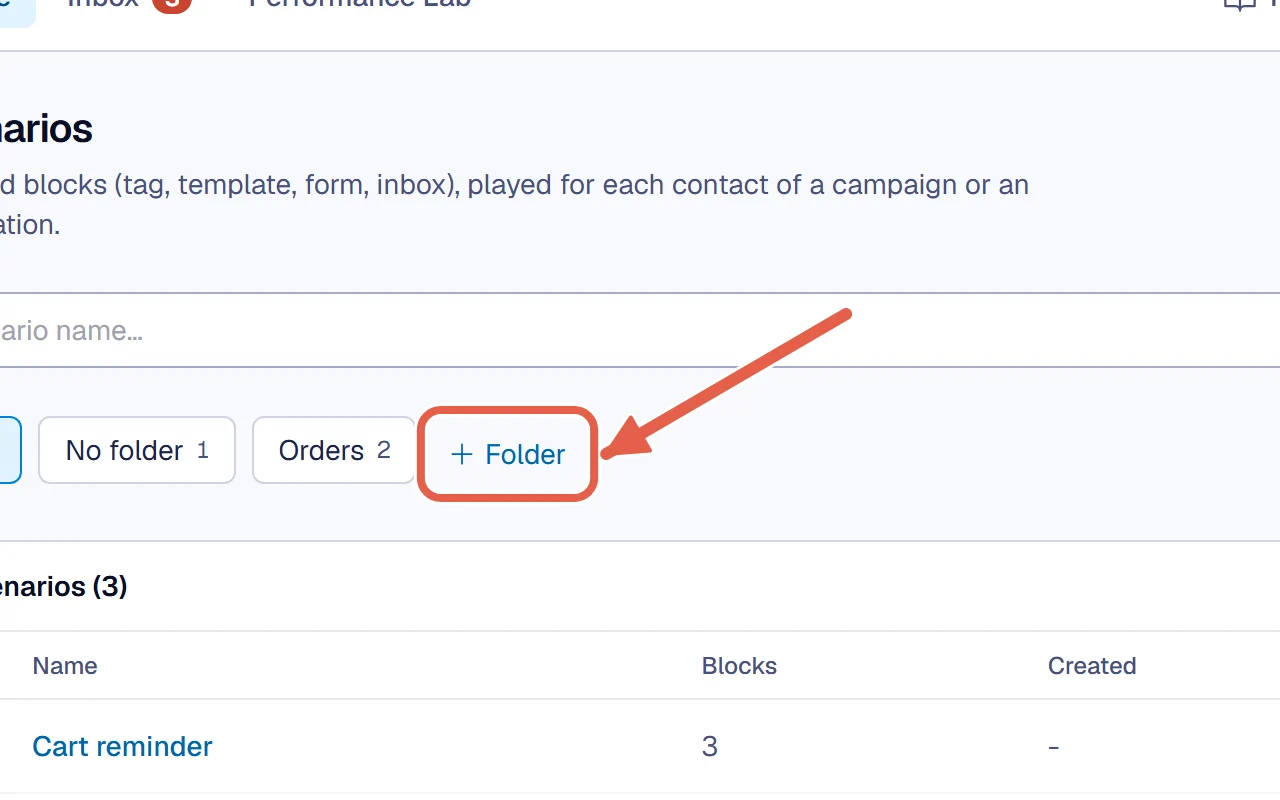 Inbox 3 Performance Lab
narios
d blocks (tag, template, form, inbox), played for each contact of a campaign or an
ation.
ario name...
No folder 1
Orders 2
+ Folder
enarios (3)
Name Blocks Created
Cart reminder 3 -